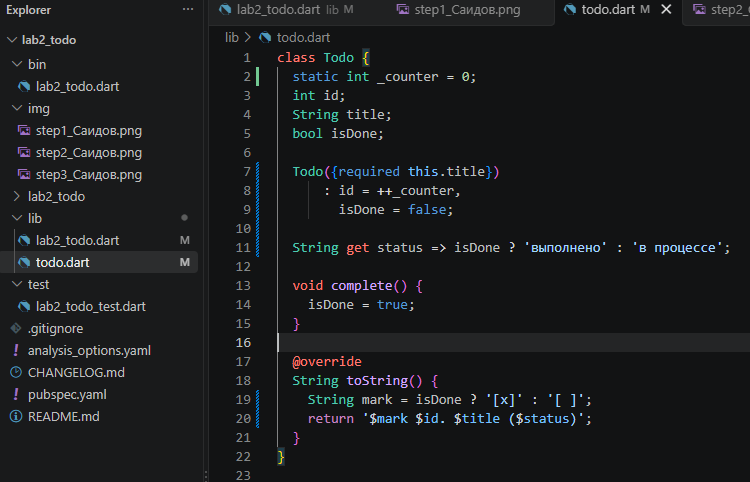 Explorer ...
lab2_todo
bin
lab2_todo.dart
img
step1_Саидов.png
step2_Саидов.png
step3_Саидов.png
lab2_todo
lib
lab2_todo.dart M
todo.dart M
test
lab2_todo_test.dart
.gitignore
analysis_options.yaml
CHANGELOG.md
pubspec.yaml
README.md
lab2_todo.dart lib M
step1_Саидов.png
todo.dart M
step2_
lib > todo.dart
1 class Todo {
2 static int _counter = 0;
3 int id;
4 String title;
5 bool isDone;
6
7 Todo({required this.title})
8 : id = ++_counter,
9 isDone = false;
10
11 String get status => isDone ? 'выполнено' : 'в процессе';
12
13 void complete() {
14 isDone = true;
15 }
16
17 @override
18 String toString() {
19 String mark = isDone ? '[x]' : '[ ]';
20 return '$mark $id. $title ($status)';
21 }
22 }
23